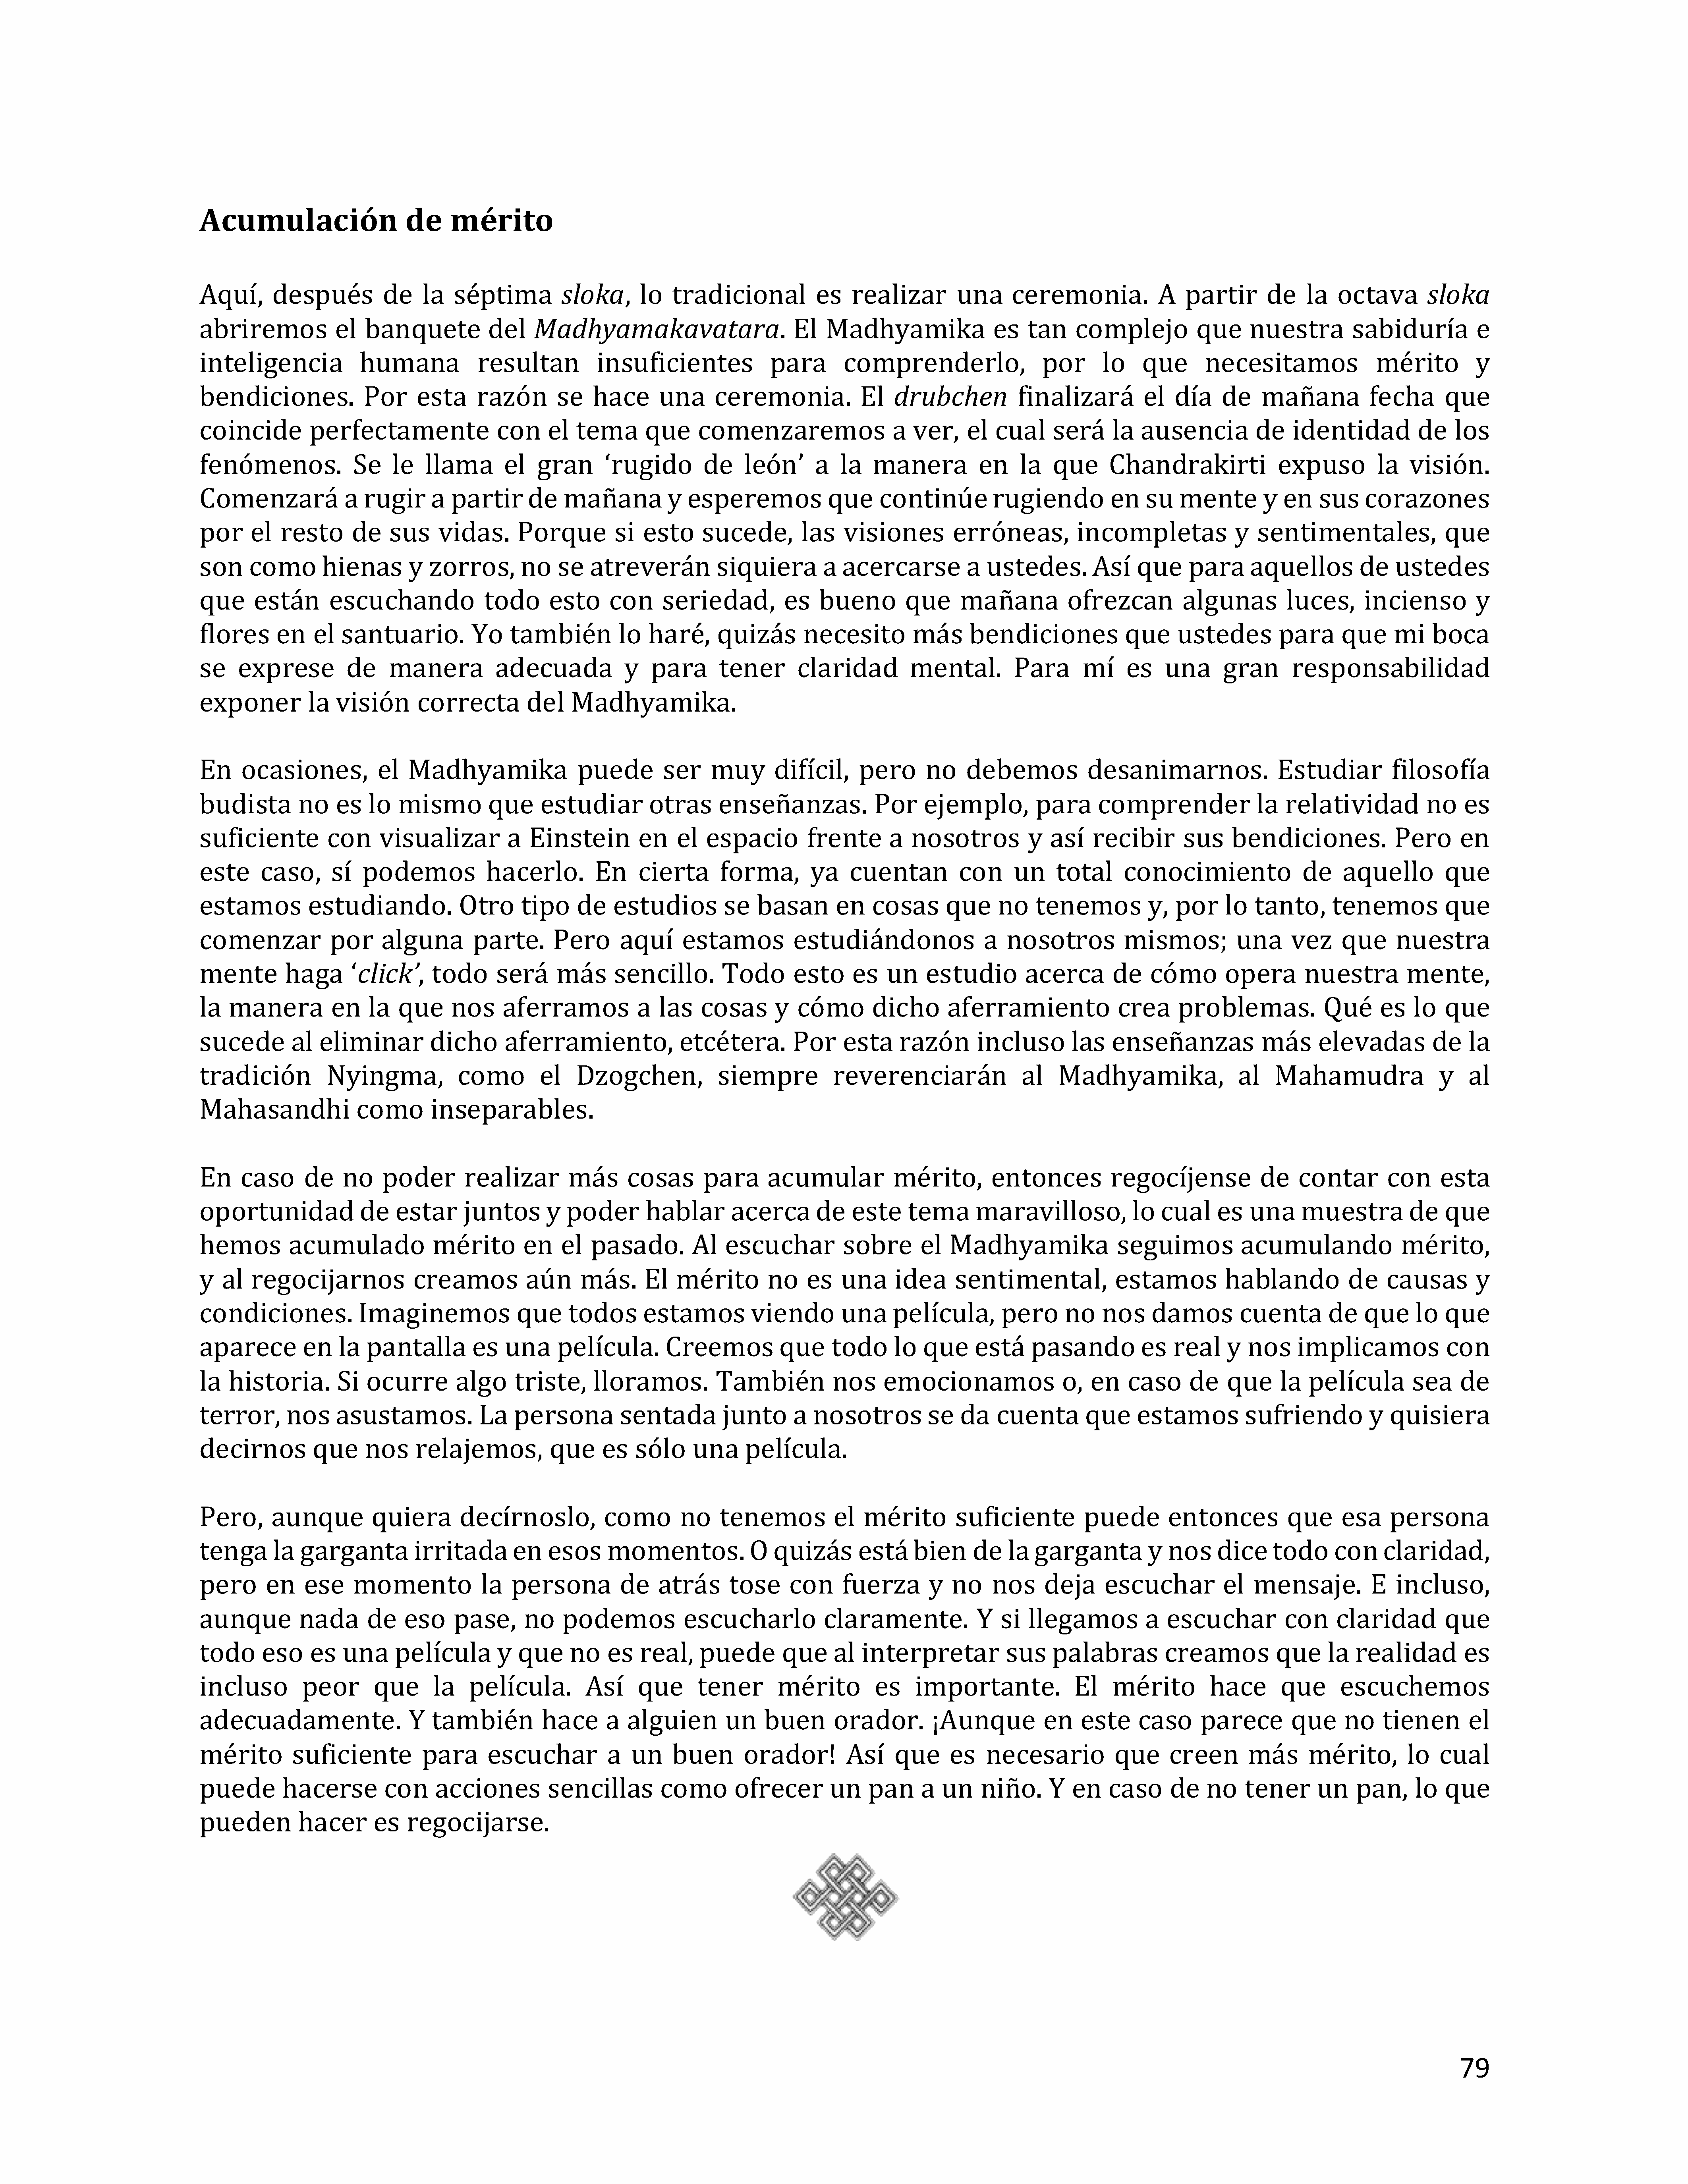 Acumulación de mérito
Aquí, después de la séptima sloka, lo tradicional es realizar una ceremonia. A partir de la octava sloka
abriremos el banquete del Madhyamakavatara. El Madhyamika es tan complejo que nuestra sabiduría e
inteligencia humana resultan insuficientes para comprenderlo, por lo que necesitamos mérito y
bendiciones. Por esta razón se hace una ceremonia. El drubchen finalizará el día de mañana fecha que
coincide perfectamente con el tema que comenzaremos a ver, el cual será la ausencia de identidad de los
fenómenos. Se le llama el gran ‘rugido de león’ a la manera en la que Chandrakirti expuso la visión.
Comenzará a rugir a partir de mañana y esperemos que continúe rugiendo en su mente y en sus corazones
por el resto de sus vidas. Porque si esto sucede, las visiones erróneas, incompletas y sentimentales, que
son como hienas y zorros, no se atreverán siquiera a acercarse a ustedes. Así que para aquellos de ustedes
que están escuchando todo esto con seriedad, es bueno que mañana ofrezcan algunas luces, incienso y
flores en el santuario. Yo también lo haré, quizás necesito más bendiciones que ustedes para que mi boca
se exprese de manera adecuada y para tener claridad mental. Para mí es una gran responsabilidad
exponer la visión correcta del Madhyamika.
En ocasiones, el Madhyamika puede ser muy difícil, pero no debemos desanimarnos. Estudiar filosofía
budista no es lo mismo que estudiar otras enseñanzas. Por ejemplo, para comprender la relatividad no es
suficiente con visualizar a Einstein en el espacio frente a nosotros y así recibir sus bendiciones. Pero en
este caso, sí podemos hacerlo. En cierta forma, ya cuentan con un total conocimiento de aquello que
estamos estudiando. Otro tipo de estudios se basan en cosas que no tenemos y, por lo tanto, tenemos que
comenzar por alguna parte. Pero aquí estamos estudiándonos a nosotros mismos; una vez que nuestra
mente haga ‘click’, todo será más sencillo. Todo esto es un estudio acerca de cómo opera nuestra mente,
la manera en la que nos aferramos a las cosas y cómo dicho aferramiento crea problemas. Qué es lo que
sucede al eliminar dicho aferramiento, etcétera. Por esta razón incluso las enseñanzas más elevadas de la
tradición Nyingma, como el Dzogchen, siempre reverenciarán al Madhyamika, al Mahamudra y al
Mahasandhi como inseparables.
En caso de no poder realizar más cosas para acumular mérito, entonces regocíjense de contar con esta
oportunidad de estar juntos y poder hablar acerca de este tema maravilloso, lo cual es una muestra de que
hemos acumulado mérito en el pasado. Al escuchar sobre el Madhyamika seguimos acumulando mérito,
y al regocijarnos creamos aún más. El mérito no es una idea sentimental, estamos hablando de causas y
condiciones. Imaginemos que todos estamos viendo una película, pero no nos damos cuenta de que lo que
aparece en la pantalla es una película. Creemos que todo lo que está pasando es real y nos implicamos con
la historia. Si ocurre algo triste, lloramos. También nos emocionamos o, en caso de que la película sea de
terror, nos asustamos. La persona sentada junto a nosotros se da cuenta que estamos sufriendo y quisiera
decirnos que nos relajemos, que es sólo una película.
Pero, aunque quiera decírnoslo, como no tenemos el mérito suficiente puede entonces que esa persona
tenga la garganta irritada en esos momentos. O quizás está bien de la garganta y nos dice todo con claridad,
pero en ese momento la persona de atrás tose con fuerza y no nos deja escuchar el mensaje. E incluso,
aunque nada de eso pase, no podemos escucharlo claramente. Y si llegamos a escuchar con claridad que
todo eso es una película y que no es real, puede que al interpretar sus palabras creamos que la realidad es
incluso peor que la película. Así que tener mérito es importante. El mérito hace que escuchemos
adecuadamente. Y también hace a alguien un buen orador. ¡Aunque en este caso parece que no tienen el
mérito suficiente para escuchar a un buen orador! Así que es necesario que creen más mérito, lo cual
puede hacerse con acciones sencillas como ofrecer un pan a un niño. Y en caso de no tener un pan, lo que
pueden hacer es regocijarse.
79